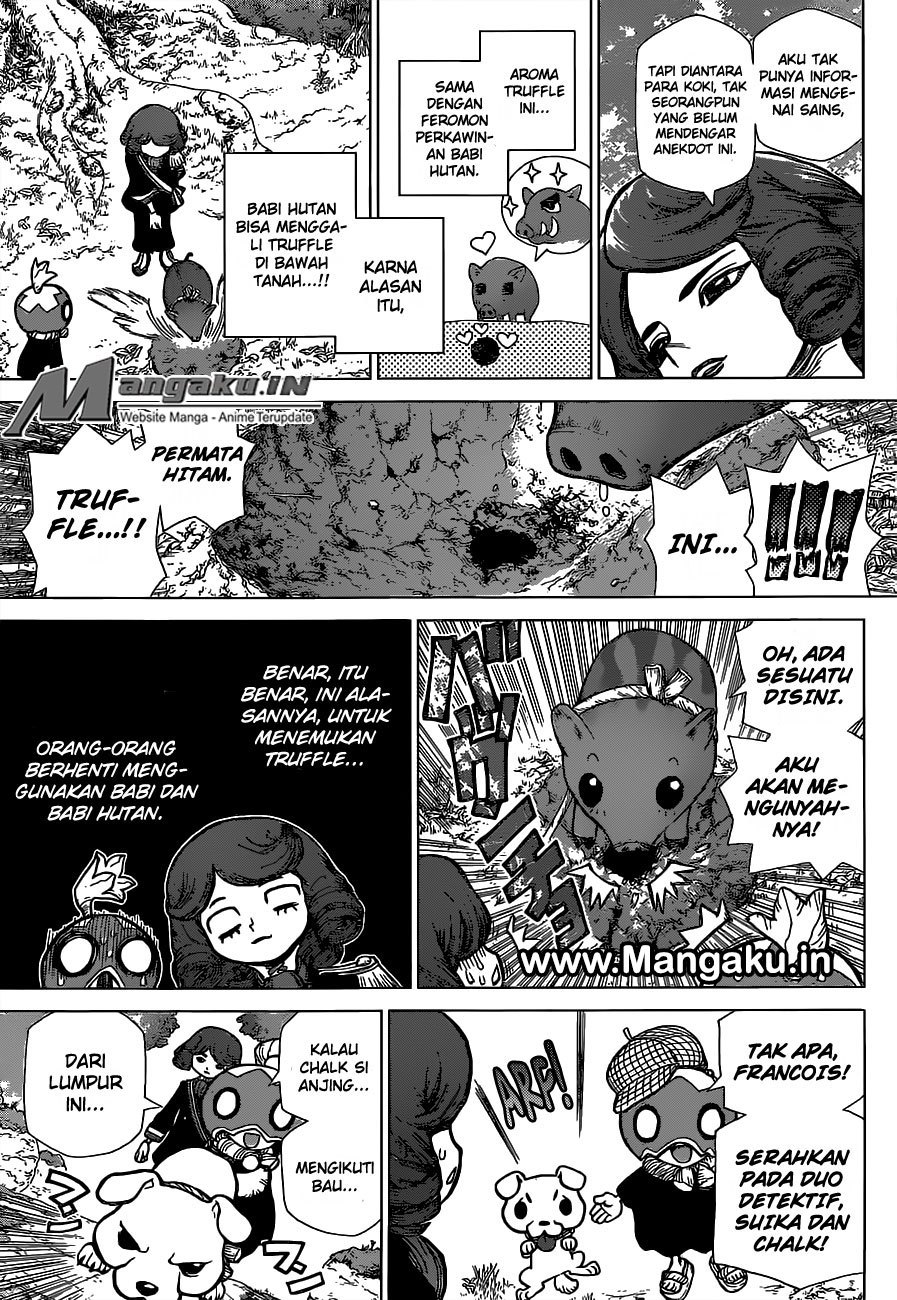 AKU TAK
PUNYA INFOR-
MASI MENGE-
NAI SAINS,
TAPI DIANTARA
PARA KOKI, TAK
SEORANGPUN
YANG BELUM
MENDENGAR
ANEKDOT INI.
AROMA
TRUFFLE
INI...
SAMA
DENGAN
FEROMON
PERKAWIN-
AN BABI
HUTAN.
KARNA
ALASAN
ITU,
BABI HUTAN
BISA MENGGA-
LI TRUFFLE
DI BAWAH
TANAH...!!
Mangaku.IN
Website Manga - Anime Terupdate
!!!
INI...
PERMATA
HITAM.
TRUF-
FLE...!!
OH, ADA
SESUATU
DISINI.
AKU
AKAN ME-
NGUNYAH-
NYA!
www.Mangaku.in
BENAR, ITU
BENAR, INI ALA-
SANNYA, UNTUK
MENEMUKAN
TRUFFLE...
ORANG-ORANG
BERHENTI MENG-
GUNAKAN BABI DAN
BABI HUTAN.
TAK APA,
FRANCOIS!
SERAHKAN
PADA DUO
DETEKTIF,
SUIKA DAN
CHALK!
ARF!
KALAU
CHALK SI
ANJING...
MENGIKUTI
BAU...
DARI
LUMPUR
INI...